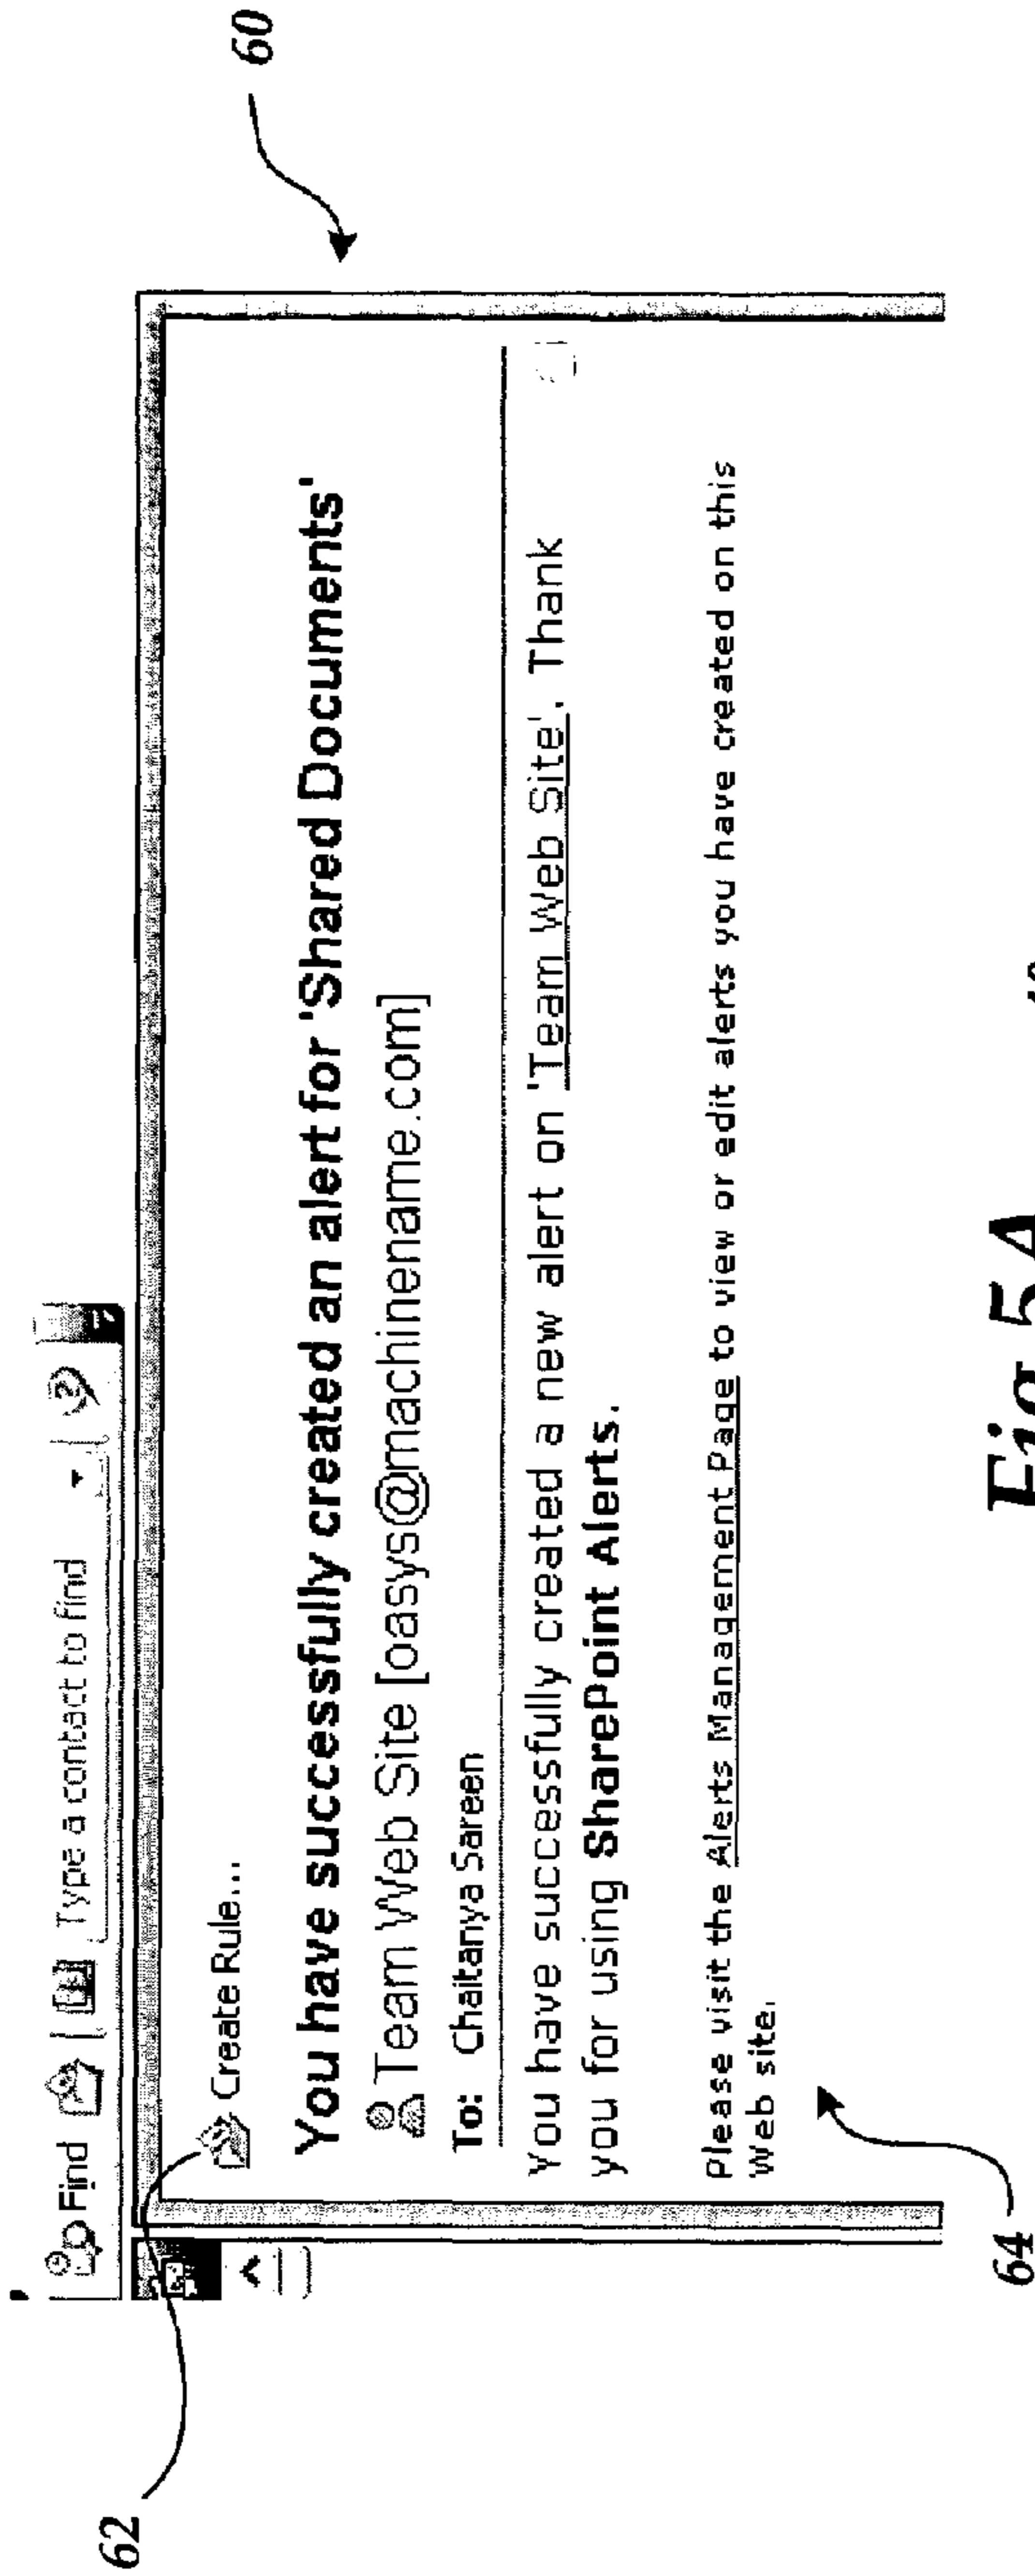 60
Find
Type a contact to find
62
Create Rule...
You have successfully created an alert for 'Shared Documents'
Team Web Site [oasys@machinename.com]
To: Chaitanya Sareen
You have successfully created a new alert on 'Team Web Site'. Thank
you for using SharePoint Alerts.
Please visit the Alerts Management Page to view or edit alerts you have created on this
Web site.
64
Fig. 5A